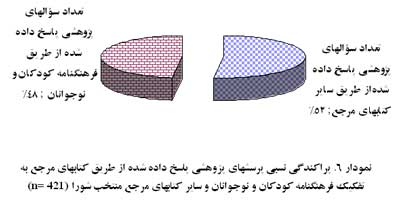 تعداد سؤالهای
پژوهشی پاسخ داده
شده از طریق
فرهنگنامه کودکان و
نوجوانان ; ۴۸٪
تعداد سؤالهای
پژوهشی پاسخ داده
شده از طریق سایر
کتابهای مرجع; ۵۲٪
نمودار ۶. پراکندگی نسبی پرسشهای پژوهشی پاسخ داده شده از طریق کتابهای مرجع به
تفکیک فرهنگنامه کودکان و نوجوانان و سایر کتابهای مرجع منتخب شورا (n= 421)